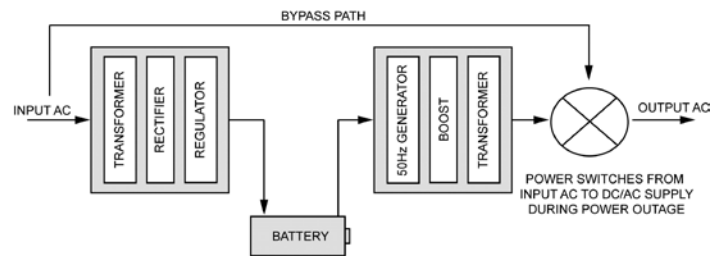 BYPASS PATH
INPUT AC
TRANSFORMER
RECTIFIER
REGULATOR
50Hz GENERATOR
BOOST
TRANSFORMER
OUTPUT AC
POWER SWITCHES FROM
INPUT AC TO DC/AC SUPPLY
DURING POWER OUTAGE
BATTERY